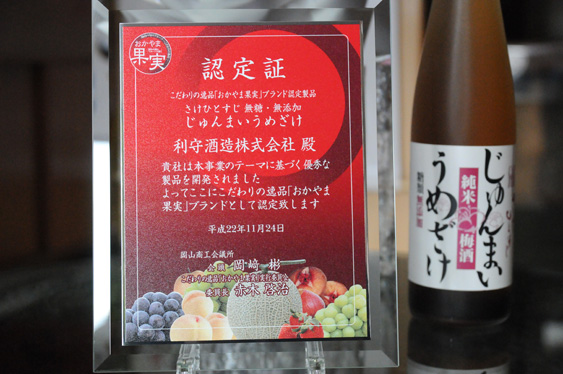 おかやま
果実
認定証
こだわりの逸品「おかやま果実」ブランド認定製品
さけひとすじ 無糖・無添加
じゅんまいうめざけ
利守酒造株式会社 殿
貴社は本事業のテーマに基づく優秀な
製品を開発されました
よってここにこだわりの逸品「おかやま
果実」ブランドとして認定致します
平成22年11月24日
岡山商工会議所
会頭 岡﨑 彬
委員長 赤木 啓治
じゅんまい
うめざけ
純米
梅酒